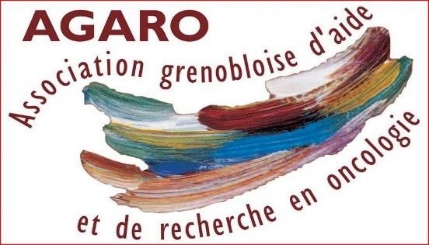 AGARO
Association grenobloise d'aide
et de recherche en oncologie